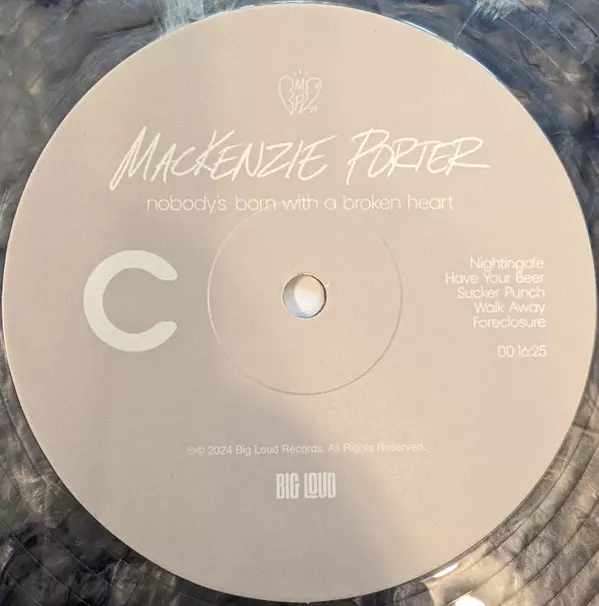 MACKENZIE PORTER
nobody's born with a broken heart
C
Nightingale
Have Your Beer
Sucker Punch
Walk Away
Foreclosure
00:16:25
℗© 2024 Big Loud Records. All Rights Reserved.
BIG LOUD